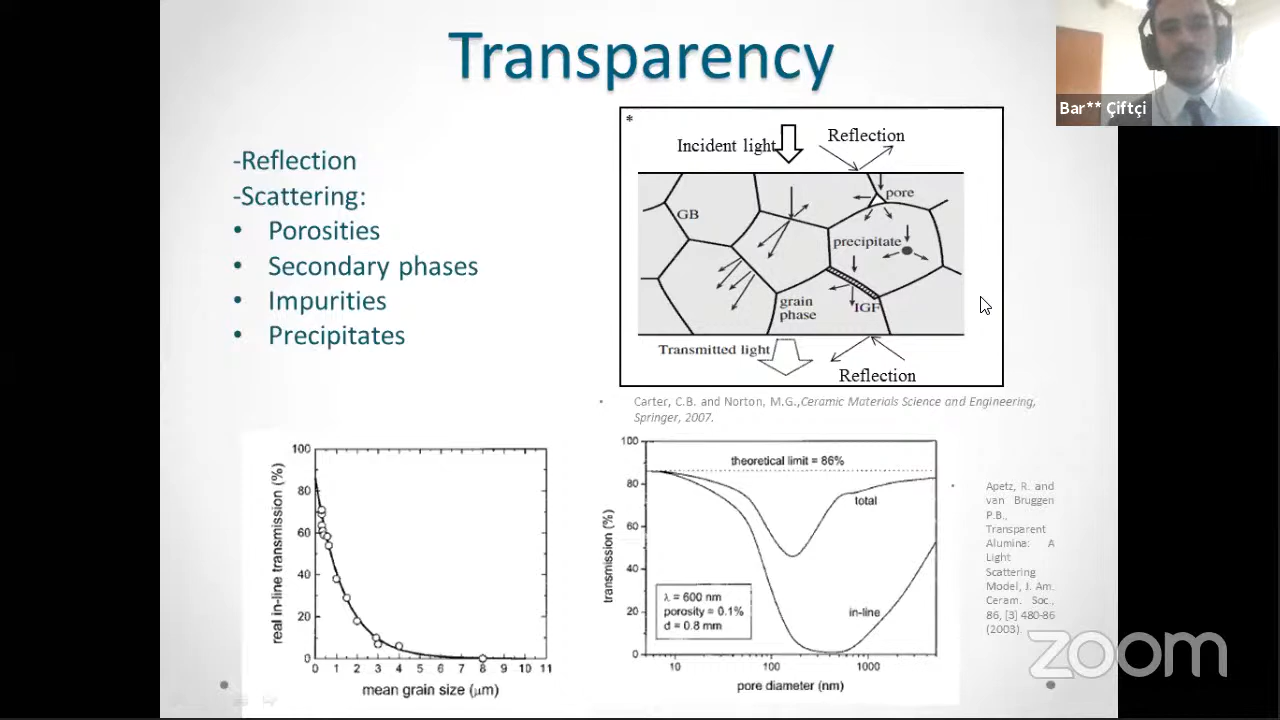 Transparency
Bar** Çiftçi
-Reflection
-Scattering:
• Porosities
• Secondary phases
• Impurities
• Precipitates
*
Incident light
Reflection
GB
pore
precipitate
grain
phase
IGF
Transmitted light
Reflection
• Carter, C.B. and Norton, M.G.,Ceramic Materials Science and Engineering,
Springer, 2007.
real in-line transmission (%)
100
80
60
40
20
0
0 1 2 3 4 5 6 7 8 9 10 11
mean grain size (μm)
transmission (%)
100
80
60
40
20
0
theoretical limit = 86%
total
in-line
λ = 600 nm
porosity = 0.1%
d = 0.8 mm
10 100 1000
pore diameter (nm)
• Apetz, R. and
van Bruggen
P.B.,
Transparent
Alumina: A
Light
Scattering
Model, J. Am.
Ceram. Soc.,
86, [3] 480-86
(2003).
zoom